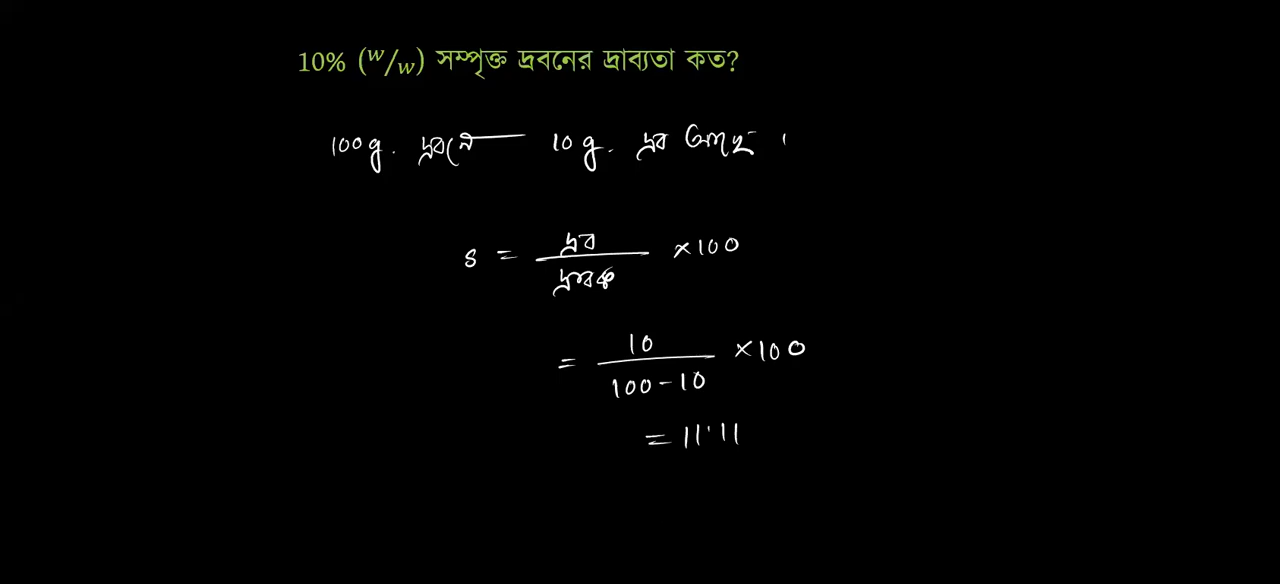 10% (w/w) সম্পৃক্ত দ্রবনের দ্রাব্যতা কত?
100g. দ্রবনে — 10g. দ্রব আছে ।
s = দ্রব/দ্রাবক ×100
= 10/(100-10) ×100
= 11.11